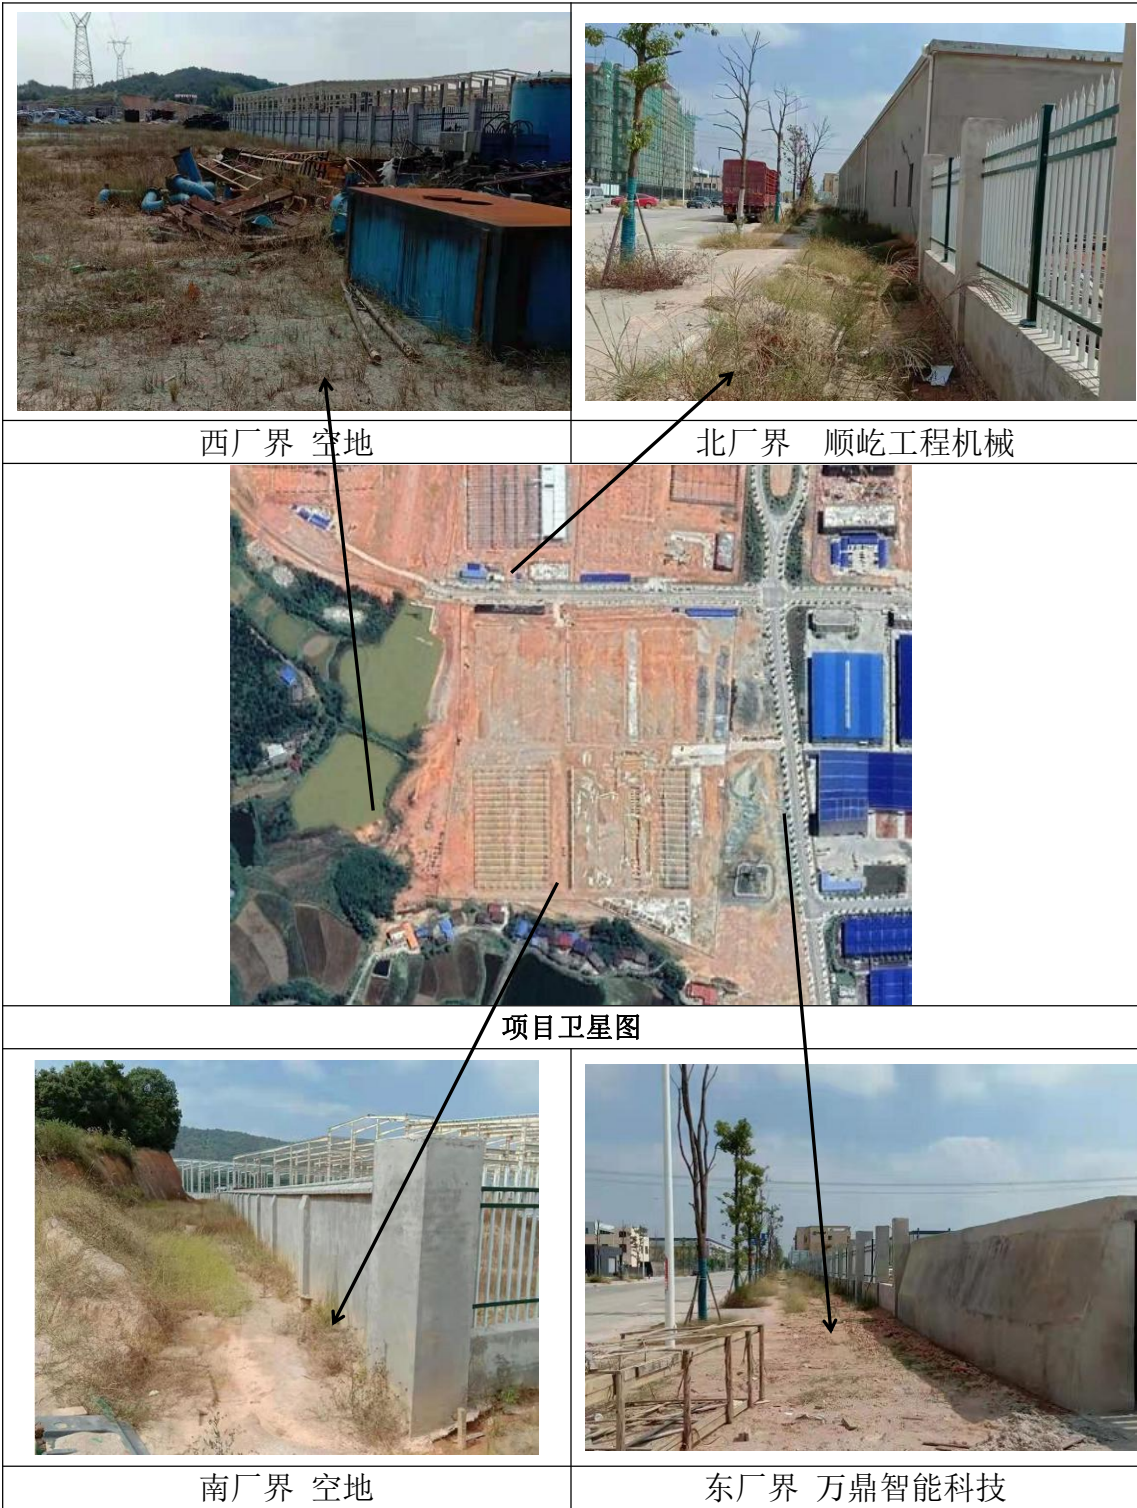 西厂界 空地
北厂界 顺屹工程机械
项目卫星图
南厂界 空地
东厂界 万鼎智能科技